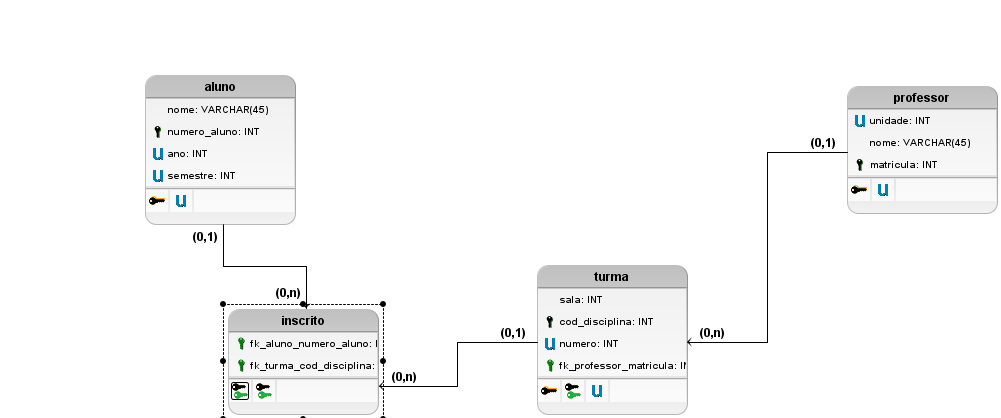 aluno
nome: VARCHAR(45)
numero_aluno: INT
ano: INT
semestre: INT
professor
unidade: INT
nome: VARCHAR(45)
matricula: INT
(0,1)
(0,1)
(0,n)
inscrito
fk_aluno_numero_aluno: I
fk_turma_cod_disciplina:
(0,n)
(0,1)
turma
sala: INT
cod_disciplina: INT
numero: INT
fk_professor_matricula: IN
(0,n)